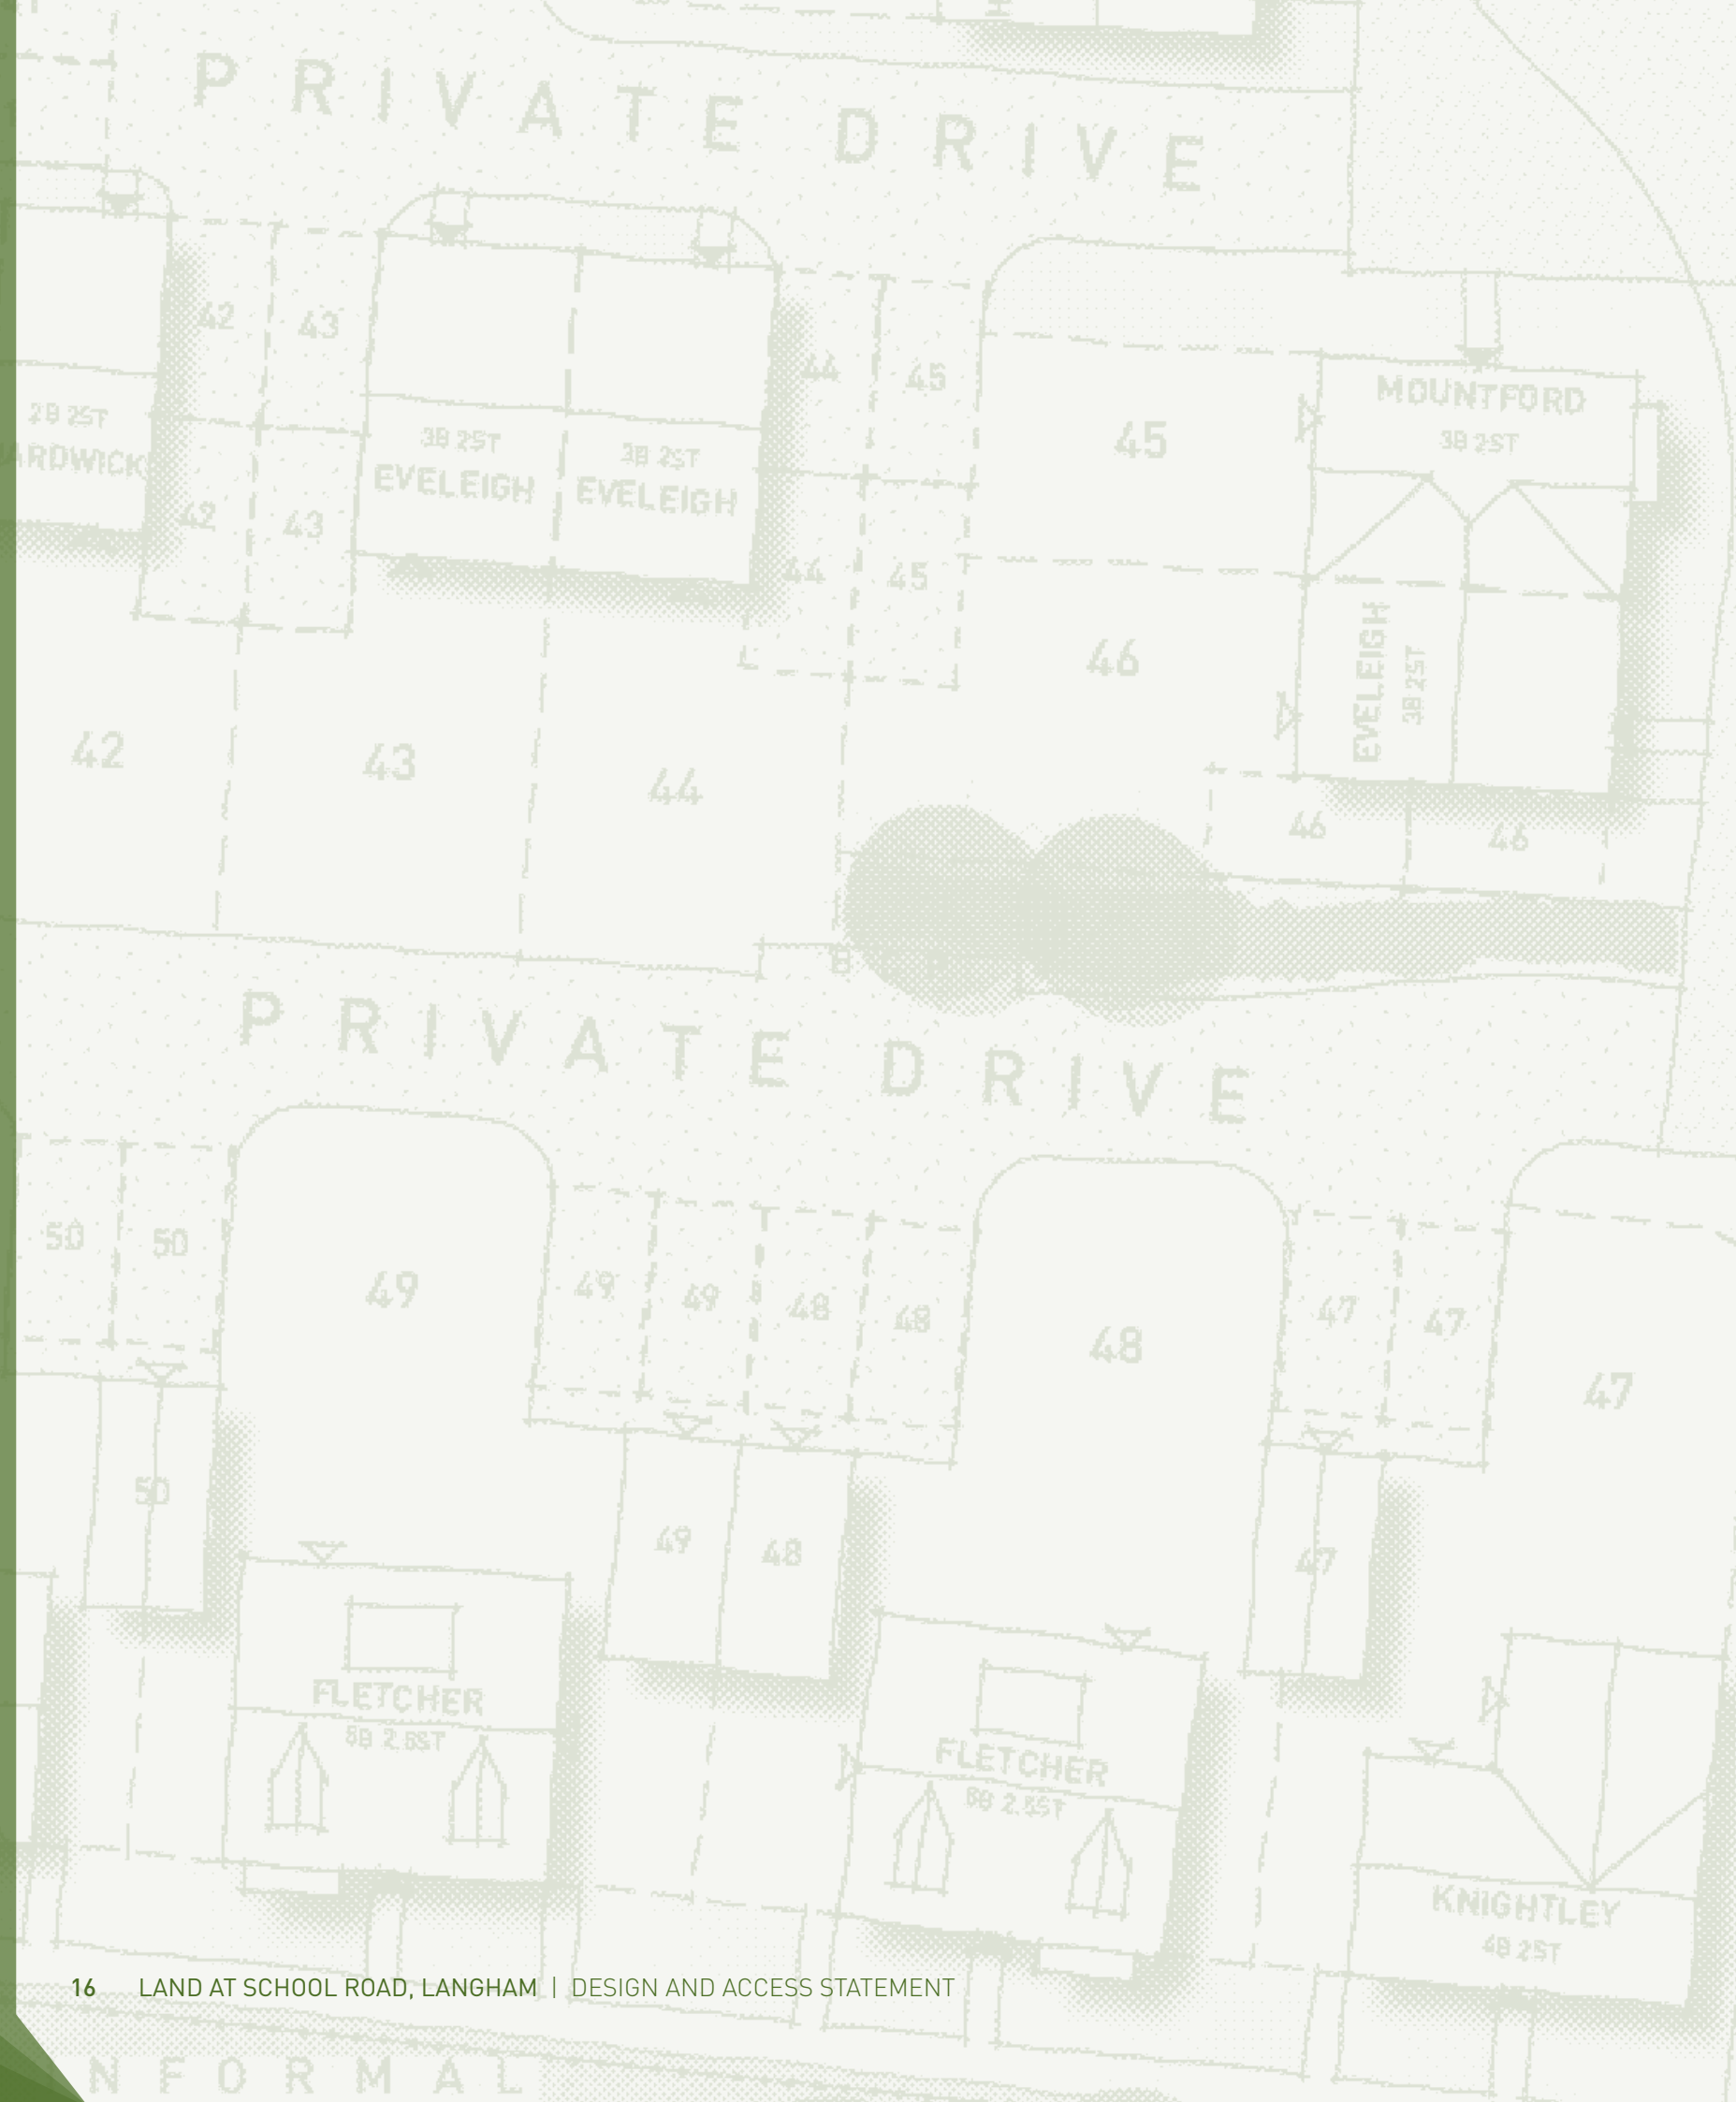 PRIVATE DRIVE
42 43
44 45
45
MOUNTFORD
3B 2ST
2B 2ST
3B 2ST
EVELEIGH
3B 2ST
EVELEIGH
42 43
44 45
46
EVELEIGH
3B 2ST
42
43
44
46 46
PRIVATE DRIVE
50 50
49
49 49 48 48
48
47 47
47
50
49 48
47
FLETCHER
2.5ST
FLETCHER
2.5ST
KNIGHTLEY
4B 2ST
16 LAND AT SCHOOL ROAD, LANGHAM | DESIGN AND ACCESS STATEMENT
NFORMAL